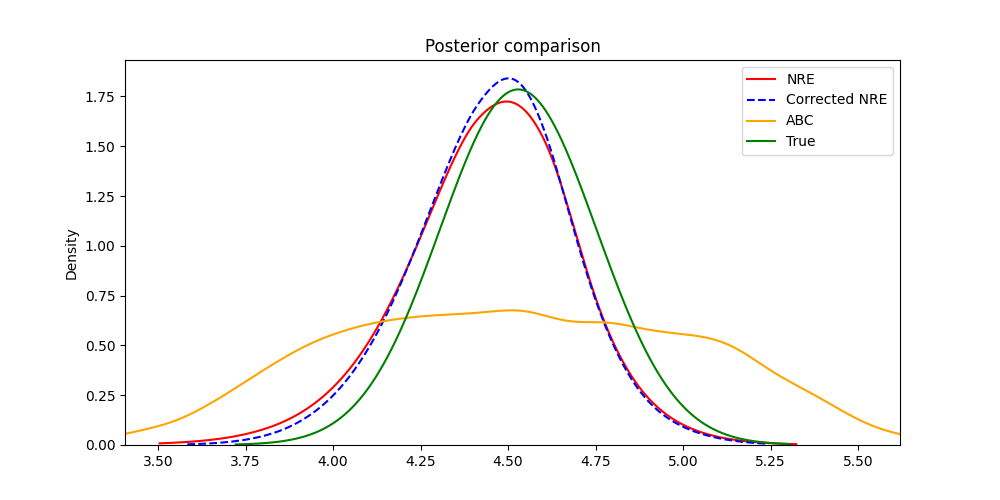 Posterior comparison
NRE
Corrected NRE
ABC
True
Density
1.75
1.50
1.25
1.00
0.75
0.50
0.25
0.00
3.50 3.75 4.00 4.25 4.50 4.75 5.00 5.25 5.50